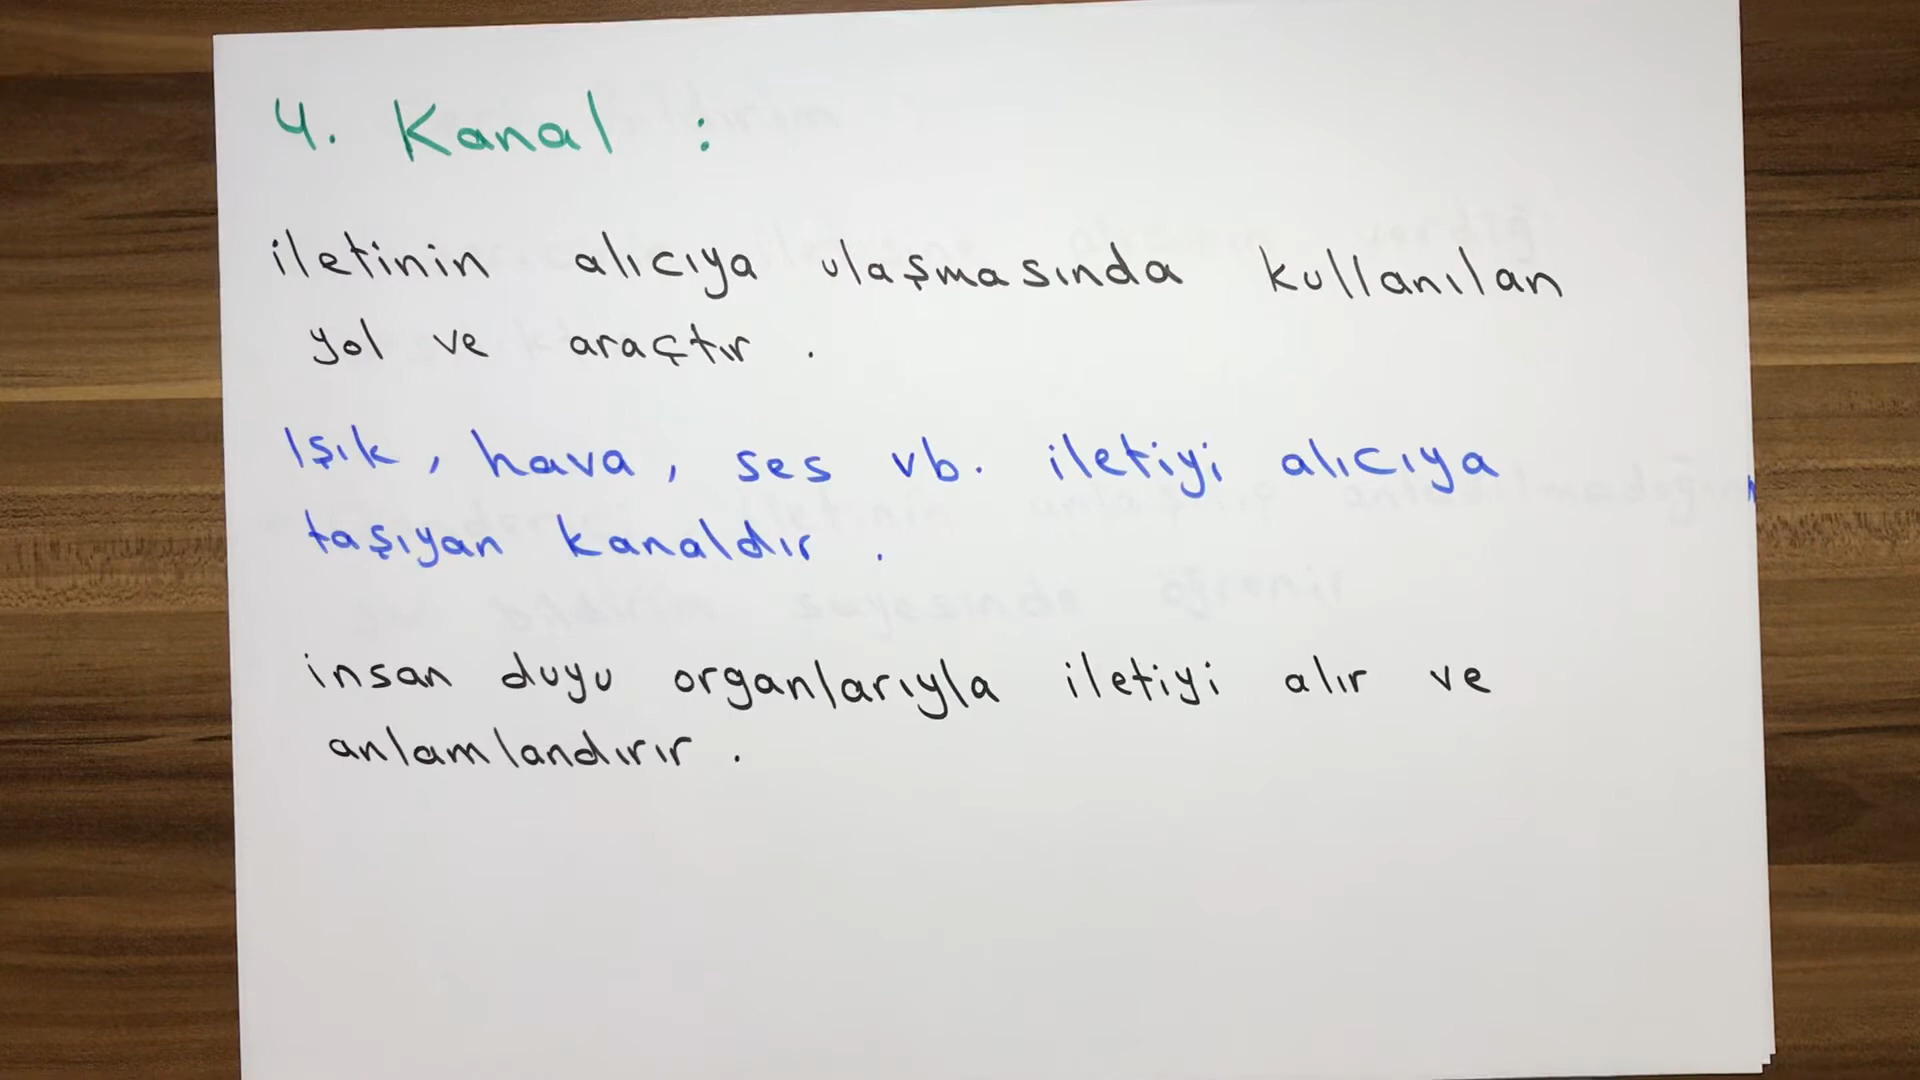 4. Kanal :
iletinin alıcıya ulaşmasında kullanılan
yol ve araçtır .
Işık , hava , ses vb. iletiyi alıcıya
taşıyan kanaldır .
insan duyu organlarıyla iletiyi alır ve
anlamlandırır .